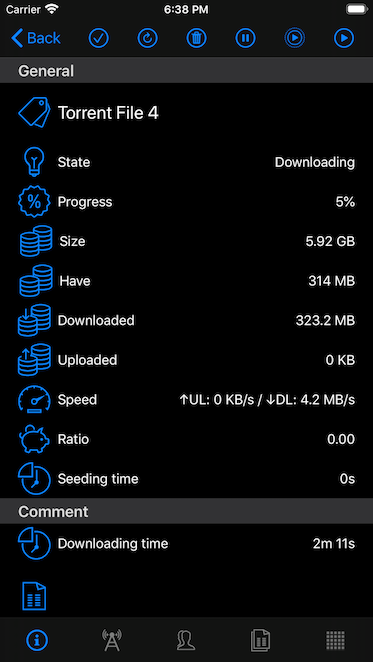 Carrier 6:38 PM
Back
General
Torrent File 4
State Downloading
Progress 5%
Size 5.92 GB
Have 314 MB
Downloaded 323.2 MB
Uploaded 0 KB
Speed ↑UL: 0 KB/s / ↓DL: 4.2 MB/s
Ratio 0.00
Seeding time 0s
Comment
Downloading time 2m 11s